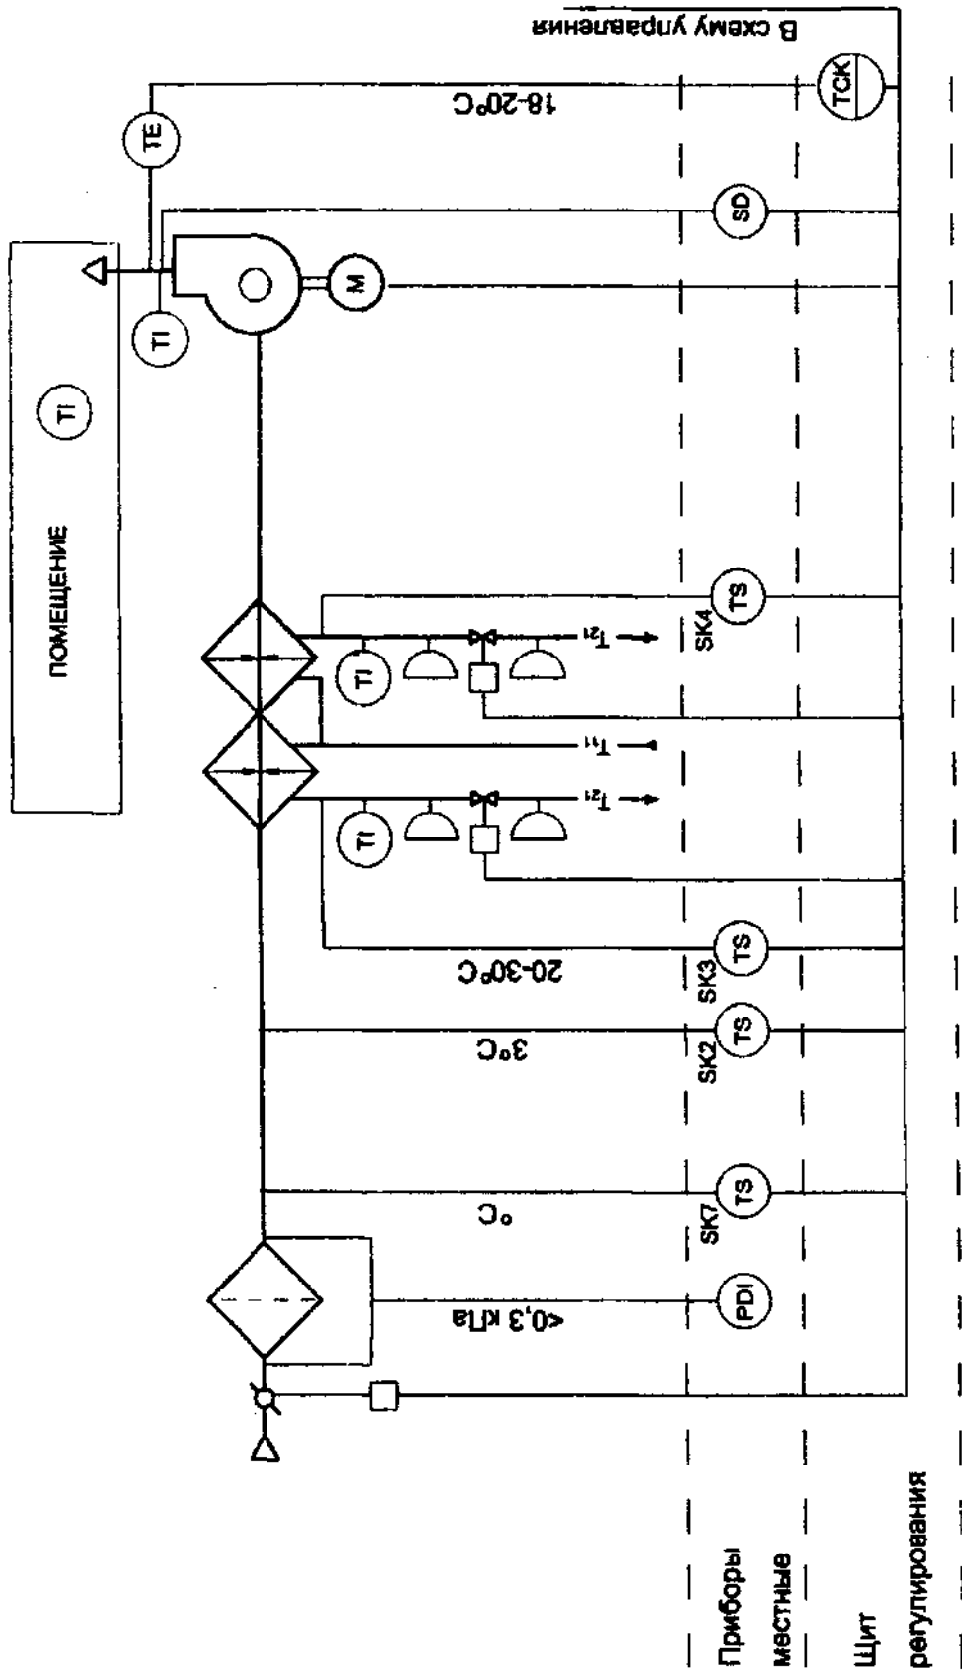 ПОМЕЩЕНИЕ
TI
TI
TE
M
TI
TI
T21
T11
T21
<0,3 кПа
°C
3°C
20-30°C
18-20°C
В схему управления
Приборы
местные
PDI
SK7
TS
SK2
TS
SK3
TS
SK4
TS
SD
Щит
регулирования
TCK